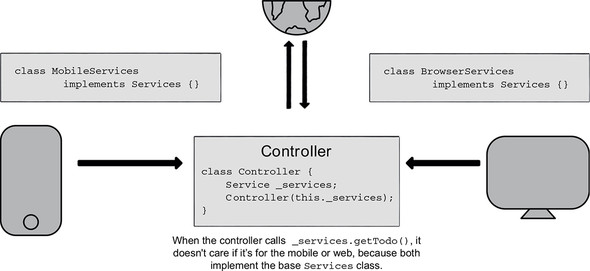 class MobileServices
implements Services {}
class BrowserServices
implements Services {}
Controller
class Controller {
Service _services;
Controller(this._services);
}
When the controller calls _services.getTodo(), it
doesn't care if it's for the mobile or web, because both
implement the base Services class.